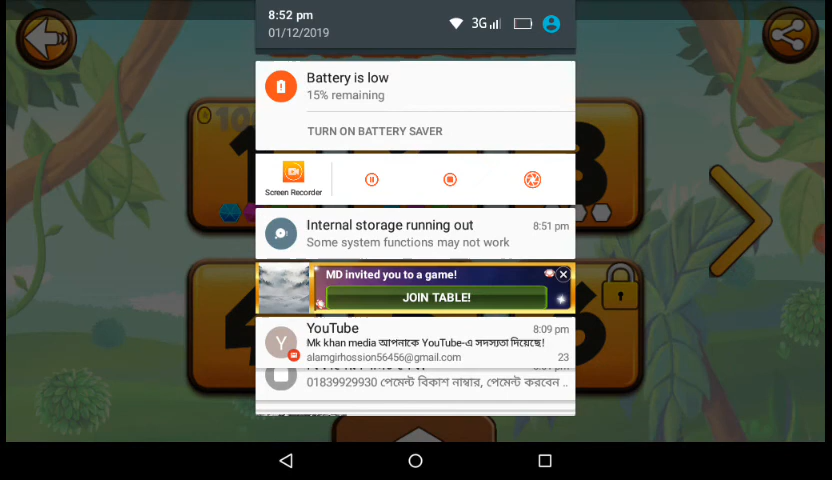 8:52 pm
3G
01/12/2019
Battery is low
15% remaining
TURN ON BATTERY SAVER
Screen Recorder
Internal storage running out
8:51 pm
Some system functions may not work
MD invited you to a game!
JOIN TABLE!
YouTube
8:09 pm
Mk khan media আপনাকে YouTube-এ সদস্যতা দিয়েছে!
alamgirhossion56456@gmail.com
23
01839929930 পেমেন্ট বিকাশ নাম্বার, পেমেন্ট করবেন ..